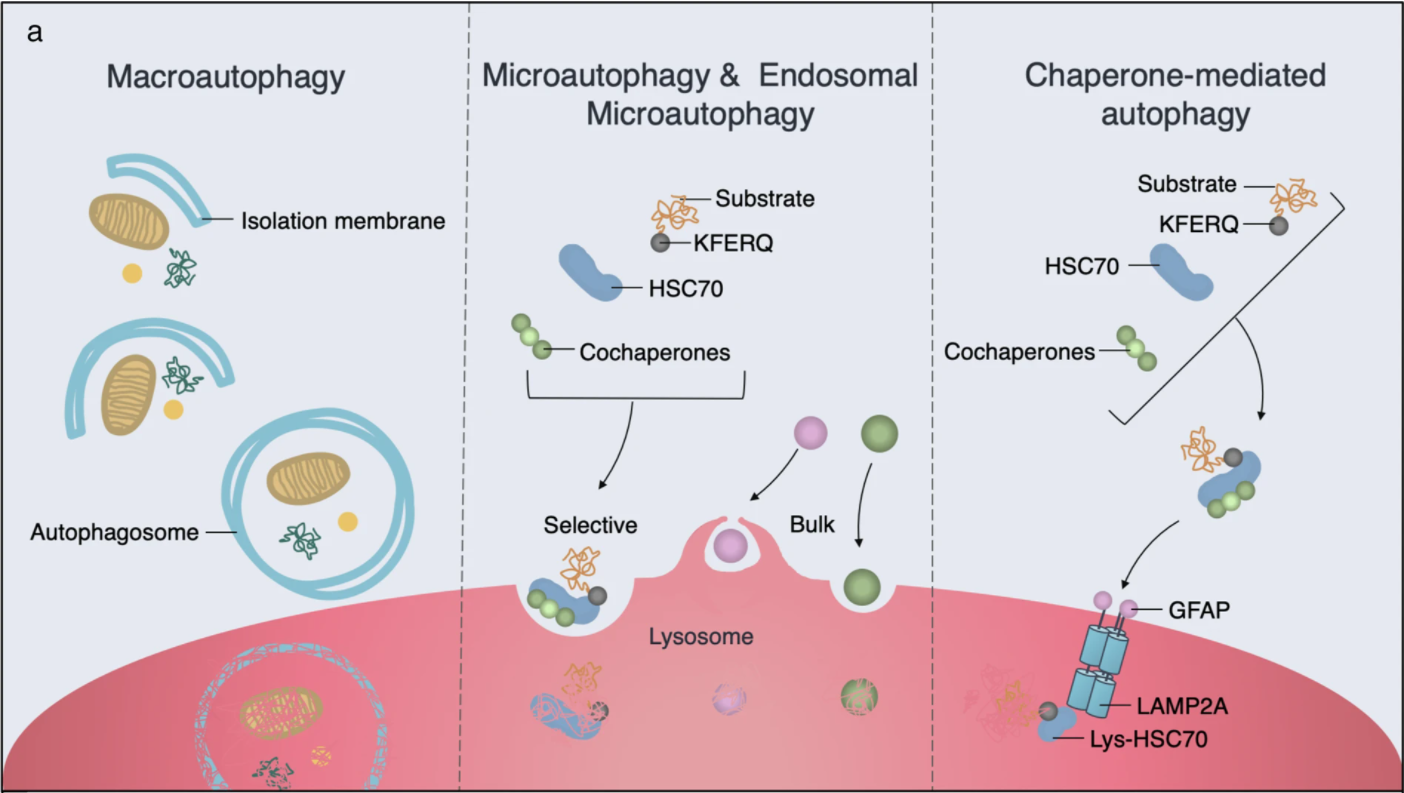 a
Macroautophagy
Isolation membrane
Autophagosome
Microautophagy & Endosomal
Microautophagy
Substrate
KFERQ
HSC70
Cochaperones
Selective
Bulk
Lysosome
Chaperone-mediated
autophagy
Substrate
KFERQ
HSC70
Cochaperones
GFAP
LAMP2A
Lys-HSC70